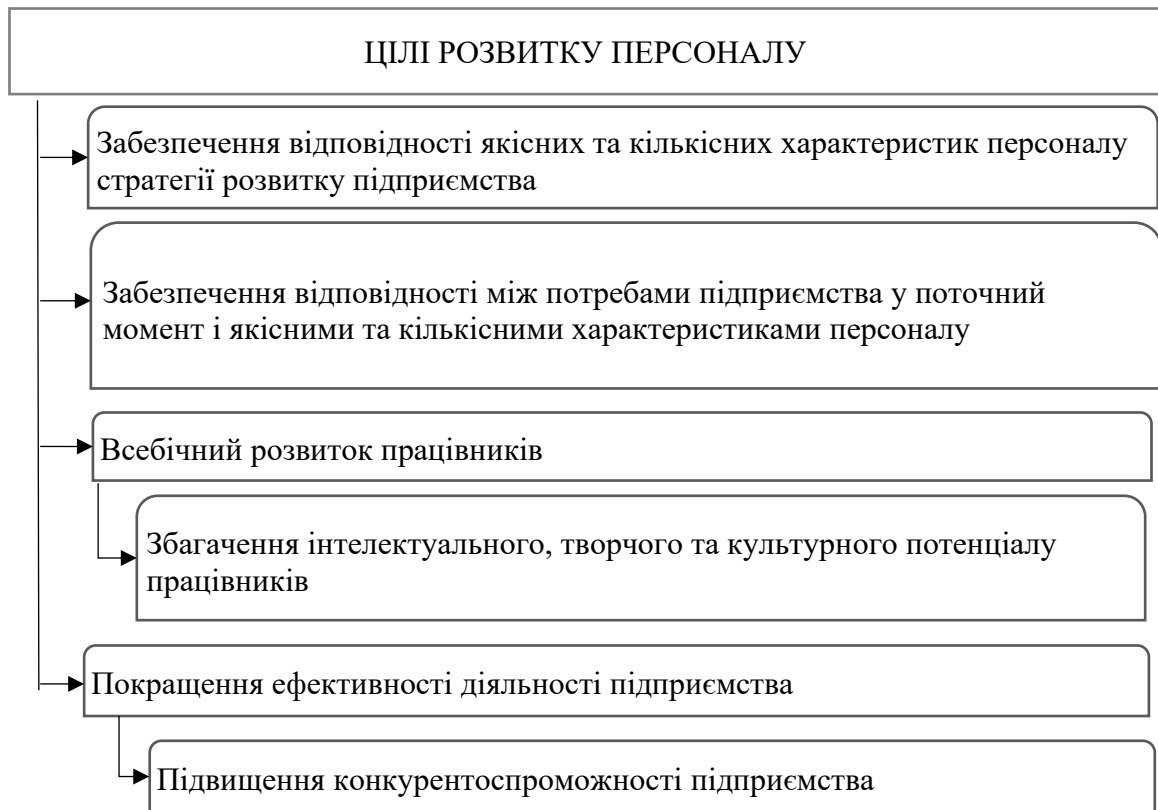 ЦІЛІ РОЗВИТКУ ПЕРСОНАЛУ
Забезпечення відповідності якісних та кількісних характеристик персоналу
стратегії розвитку підприємства
Забезпечення відповідності між потребами підприємства у поточний
момент і якісними та кількісними характеристиками персоналу
Всебічний розвиток працівників
Збагачення інтелектуального, творчого та культурного потенціалу
працівників
Покращення ефективності діяльності підприємства
Підвищення конкурентоспроможності підприємства